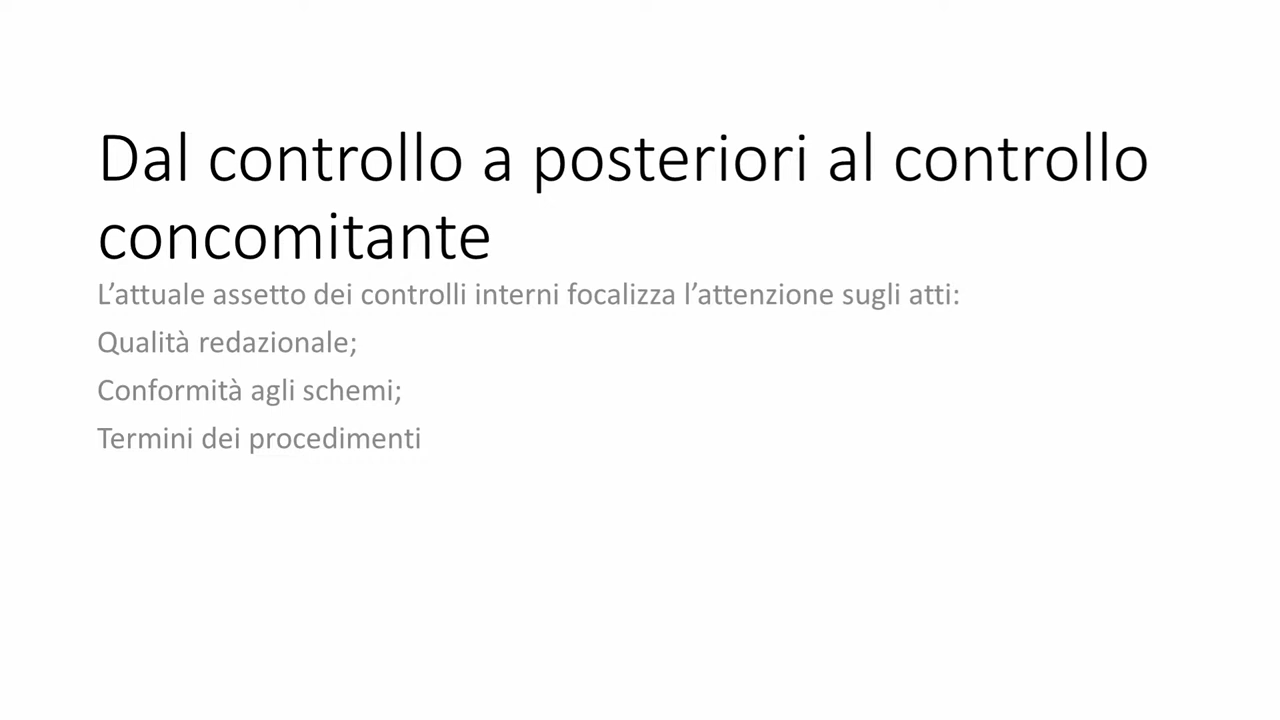 Dal controllo a posteriori al controllo
concomitante
L’attuale assetto dei controlli interni focalizza l’attenzione sugli atti:
Qualità redazionale;
Conformità agli schemi;
Termini dei procedimenti